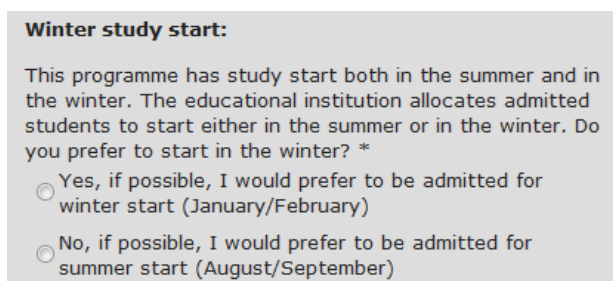 Winter study start:
This programme has study start both in the summer and in
the winter. The educational institution allocates admitted
students to start either in the summer or in the winter. Do
you prefer to start in the winter? *
Yes, if possible, I would prefer to be admitted for
winter start (January/February)
No, if possible, I would prefer to be admitted for
summer start (August/September)